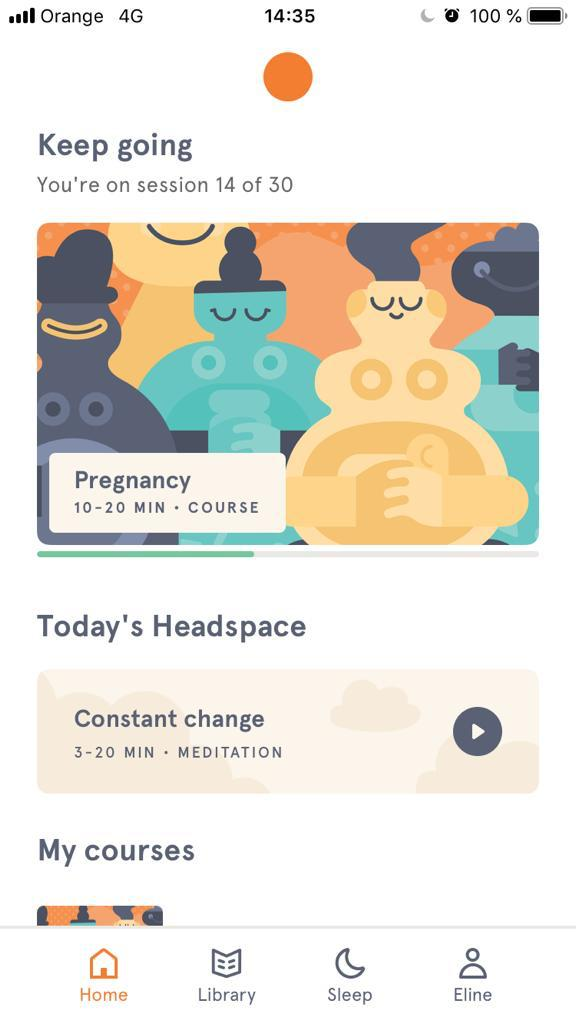 Orange 4G 14:35 100 %
Keep going
You're on session 14 of 30
Pregnancy
10-20 MIN • COURSE
Today's Headspace
Constant change
3-20 MIN • MEDITATION
My courses
Home Library Sleep Eline